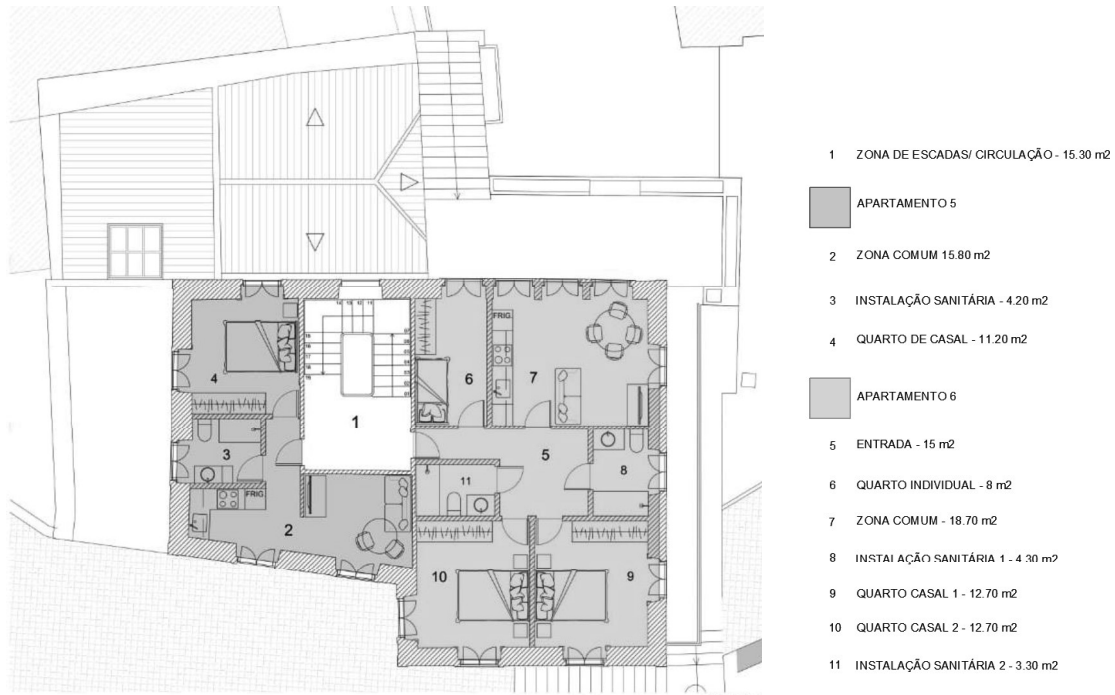 1 ZONA DE ESCADAS/ CIRCULAÇÃO - 15.30 m2
APARTAMENTO 5
2 ZONA COMUM 15.80 m2
3 INSTALAÇÃO SANITÁRIA - 4.20 m2
4 QUARTO DE CASAL - 11.20 m2
APARTAMENTO 6
5 ENTRADA - 15 m2
6 QUARTO INDIVIDUAL - 8 m2
7 ZONA COMUM - 18.70 m2
8 INSTALAÇÃO SANITÁRIA 1 - 4.30 m2
9 QUARTO CASAL 1 - 12.70 m2
10 QUARTO CASAL 2 - 12.70 m2
11 INSTALAÇÃO SANITÁRIA 2 - 3.30 m2
FRIG.
4
6
7
1
3
5
8
11
FRIG.
2
10
9